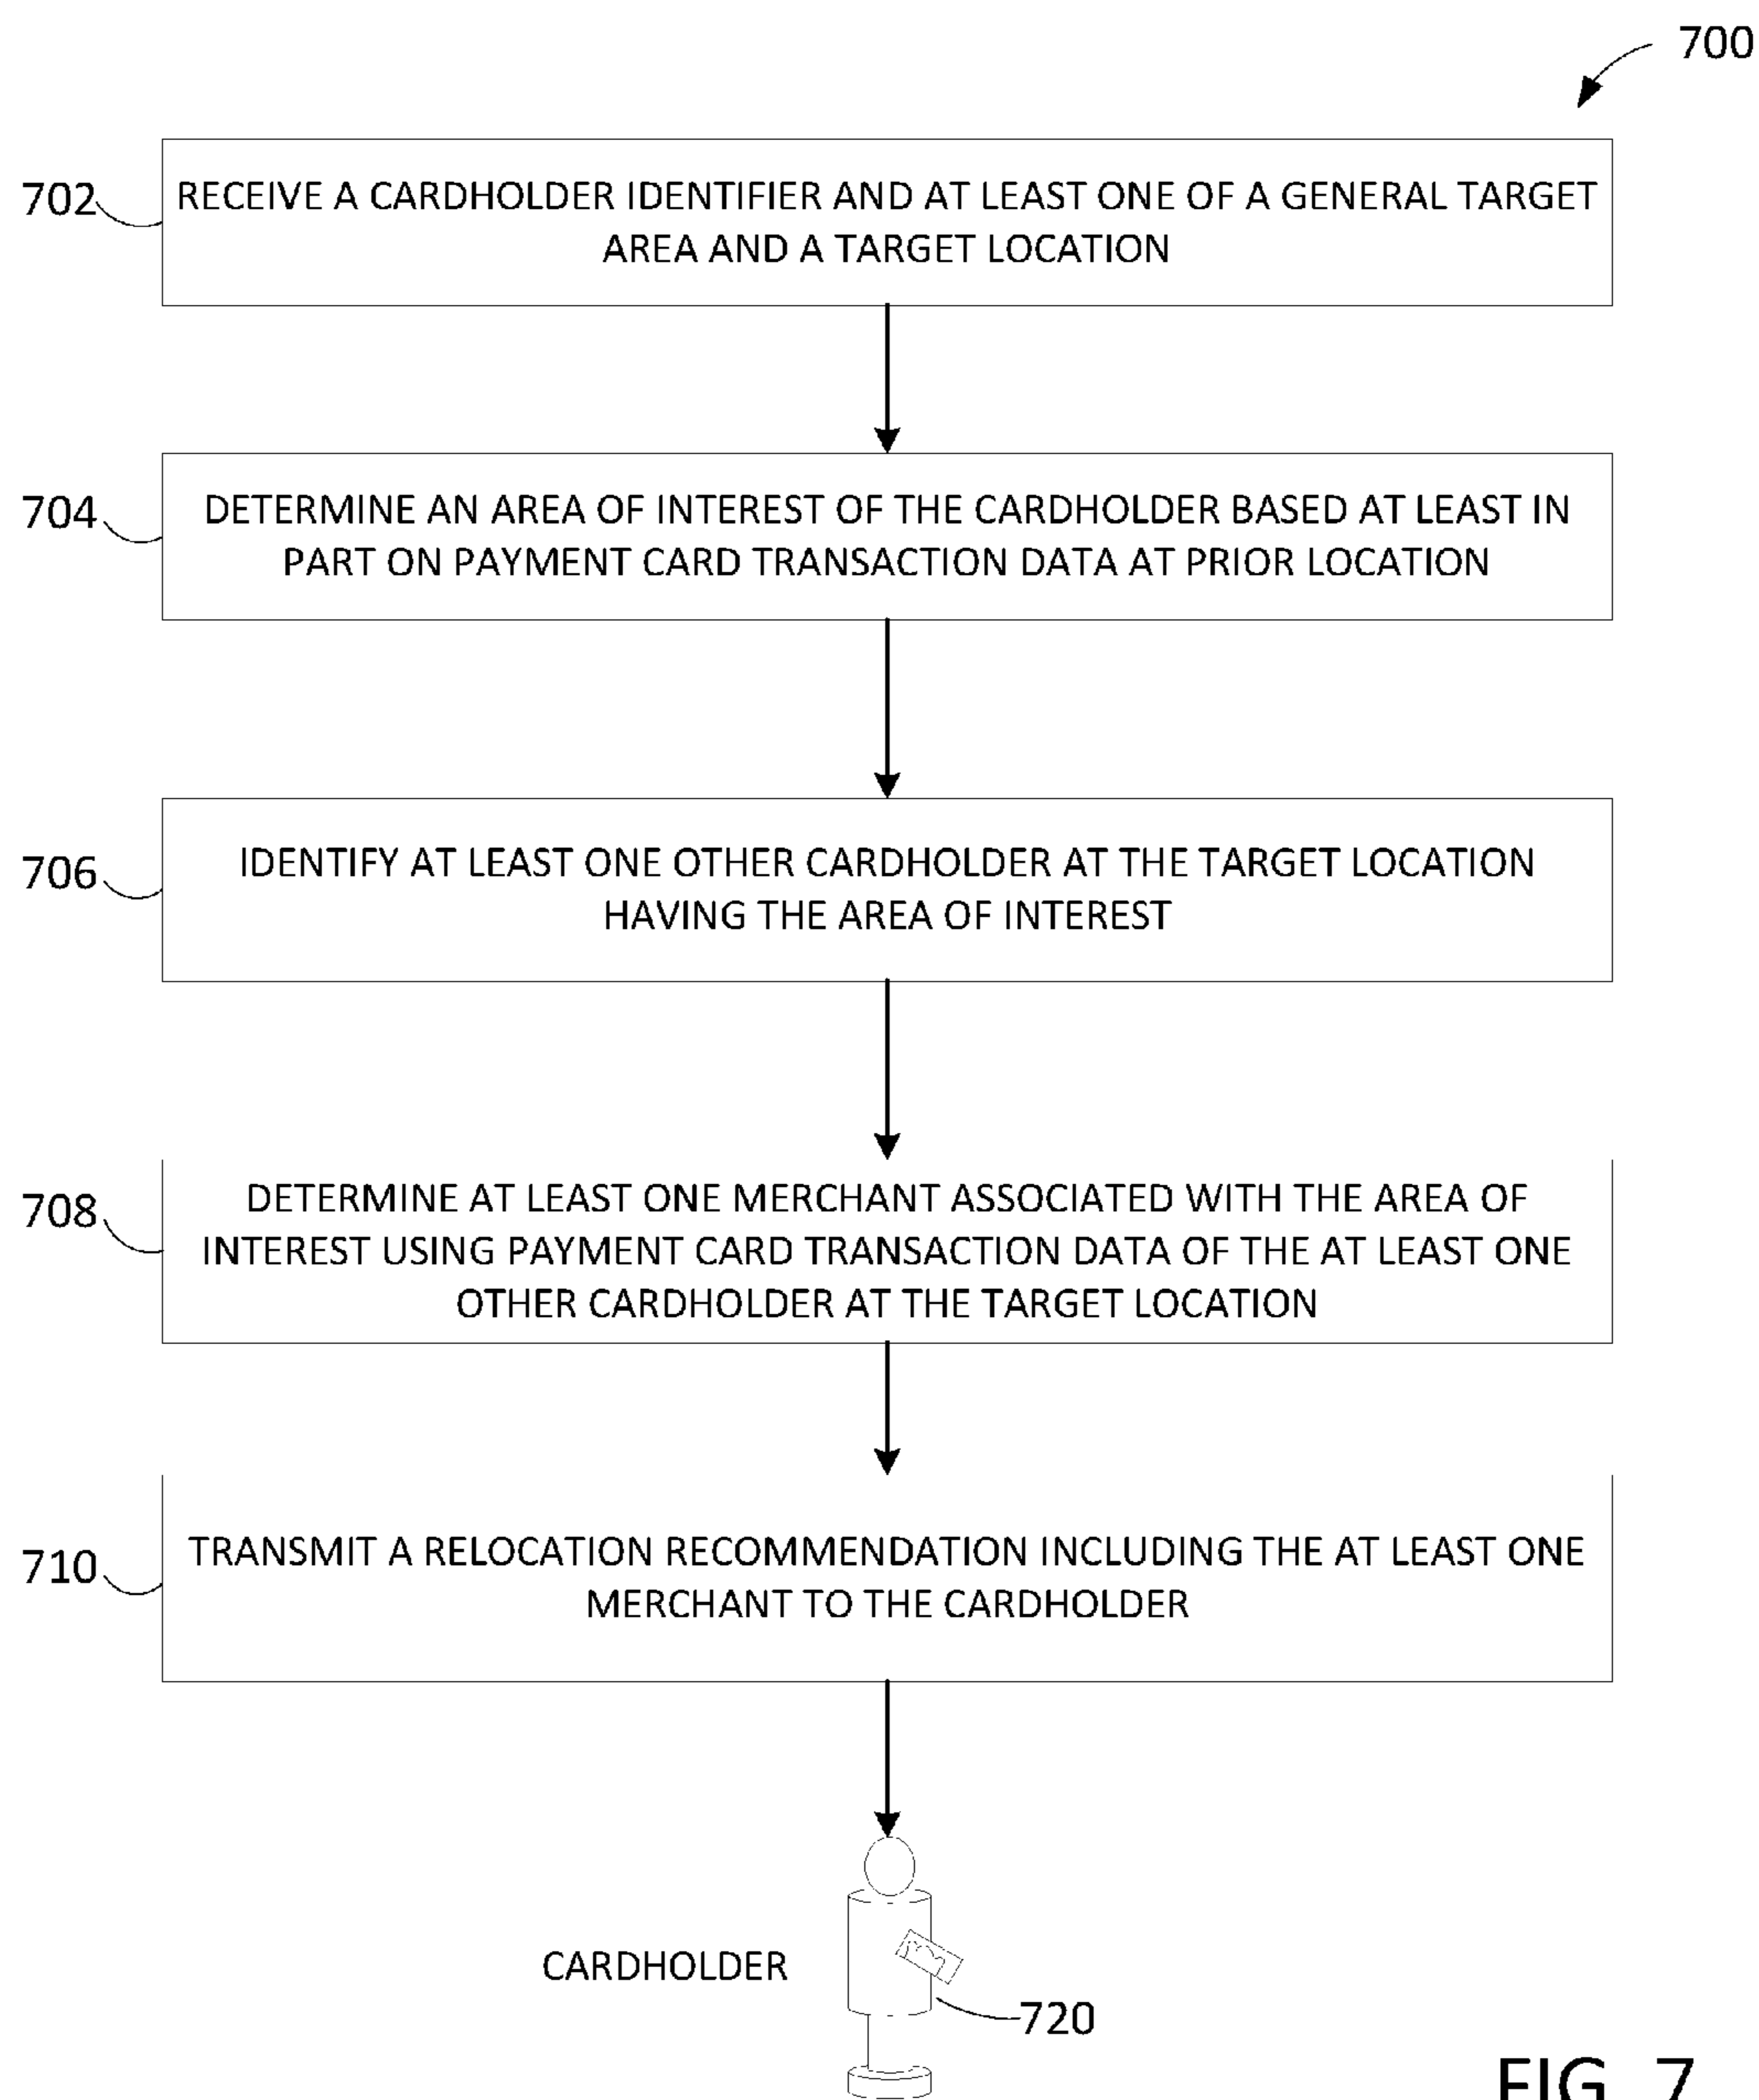 700
702
RECEIVE A CARDHOLDER IDENTIFIER AND AT LEAST ONE OF A GENERAL TARGET
AREA AND A TARGET LOCATION
704
DETERMINE AN AREA OF INTEREST OF THE CARDHOLDER BASED AT LEAST IN
PART ON PAYMENT CARD TRANSACTION DATA AT PRIOR LOCATION
706
IDENTIFY AT LEAST ONE OTHER CARDHOLDER AT THE TARGET LOCATION
HAVING THE AREA OF INTEREST
708
DETERMINE AT LEAST ONE MERCHANT ASSOCIATED WITH THE AREA OF
INTEREST USING PAYMENT CARD TRANSACTION DATA OF THE AT LEAST ONE
OTHER CARDHOLDER AT THE TARGET LOCATION
710
TRANSMIT A RELOCATION RECOMMENDATION INCLUDING THE AT LEAST ONE
MERCHANT TO THE CARDHOLDER
CARDHOLDER
720
FIG. 7